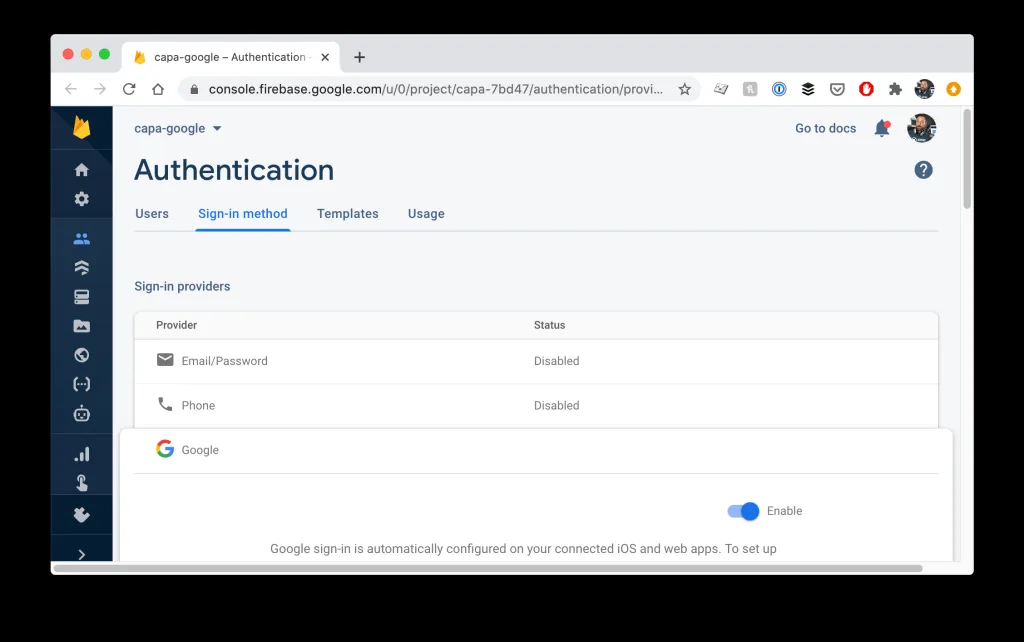 capa-google – Authentication -
console.firebase.google.com/u/0/project/capa-7bd47/authentication/provi...
capa-google
Go to docs
Authentication
Users Sign-in method Templates Usage
Sign-in providers
Provider Status
Email/Password Disabled
Phone Disabled
Google
Enable
Google sign-in is automatically configured on your connected iOS and web apps. To set up